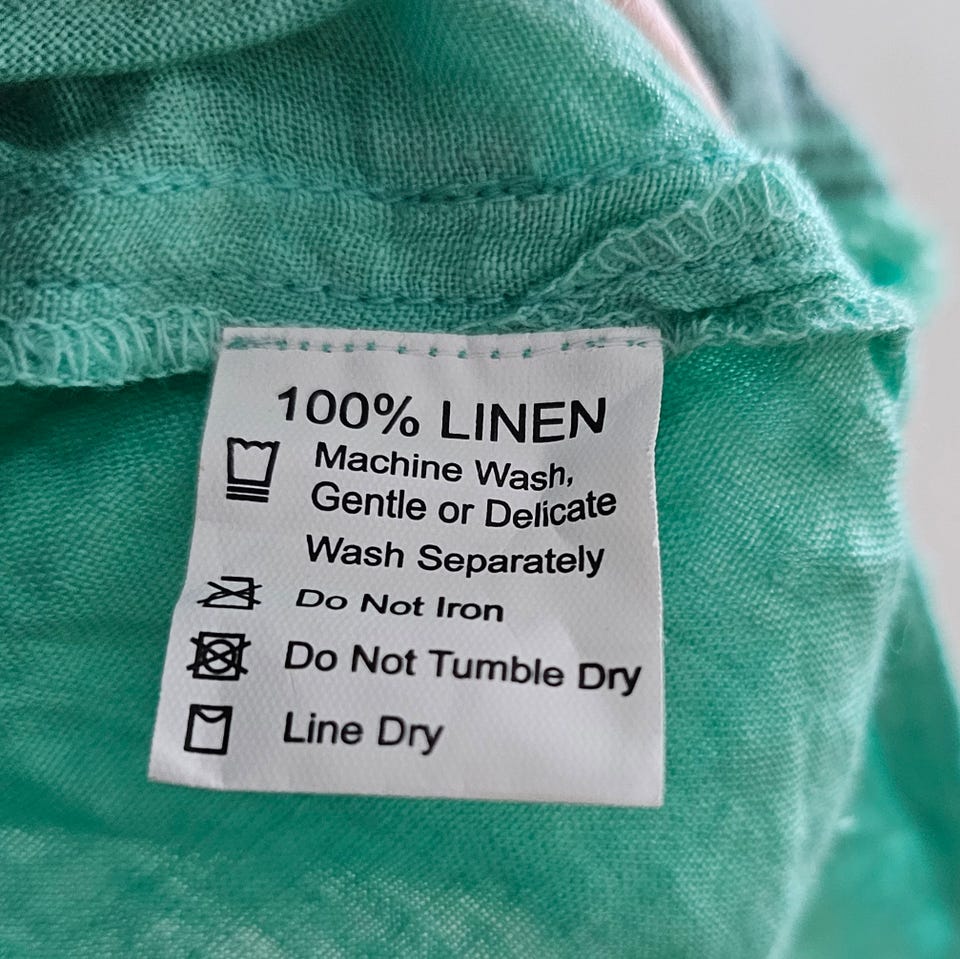 100% LINEN
Machine Wash,
Gentle or Delicate
Wash Separately
Do Not Iron
Do Not Tumble Dry
Line Dry